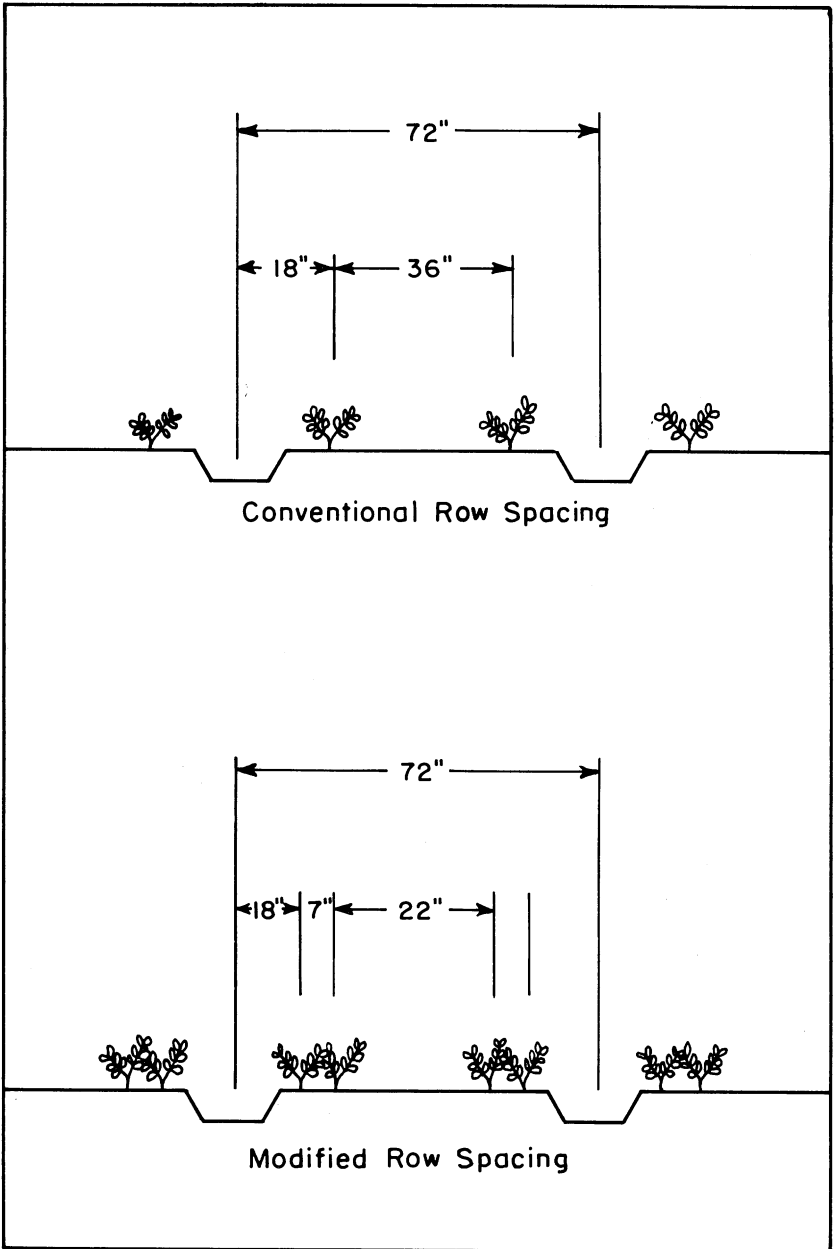 72"
18" 36"
Conventional Row Spacing
72"
18" 7" 22"
Modified Row Spacing